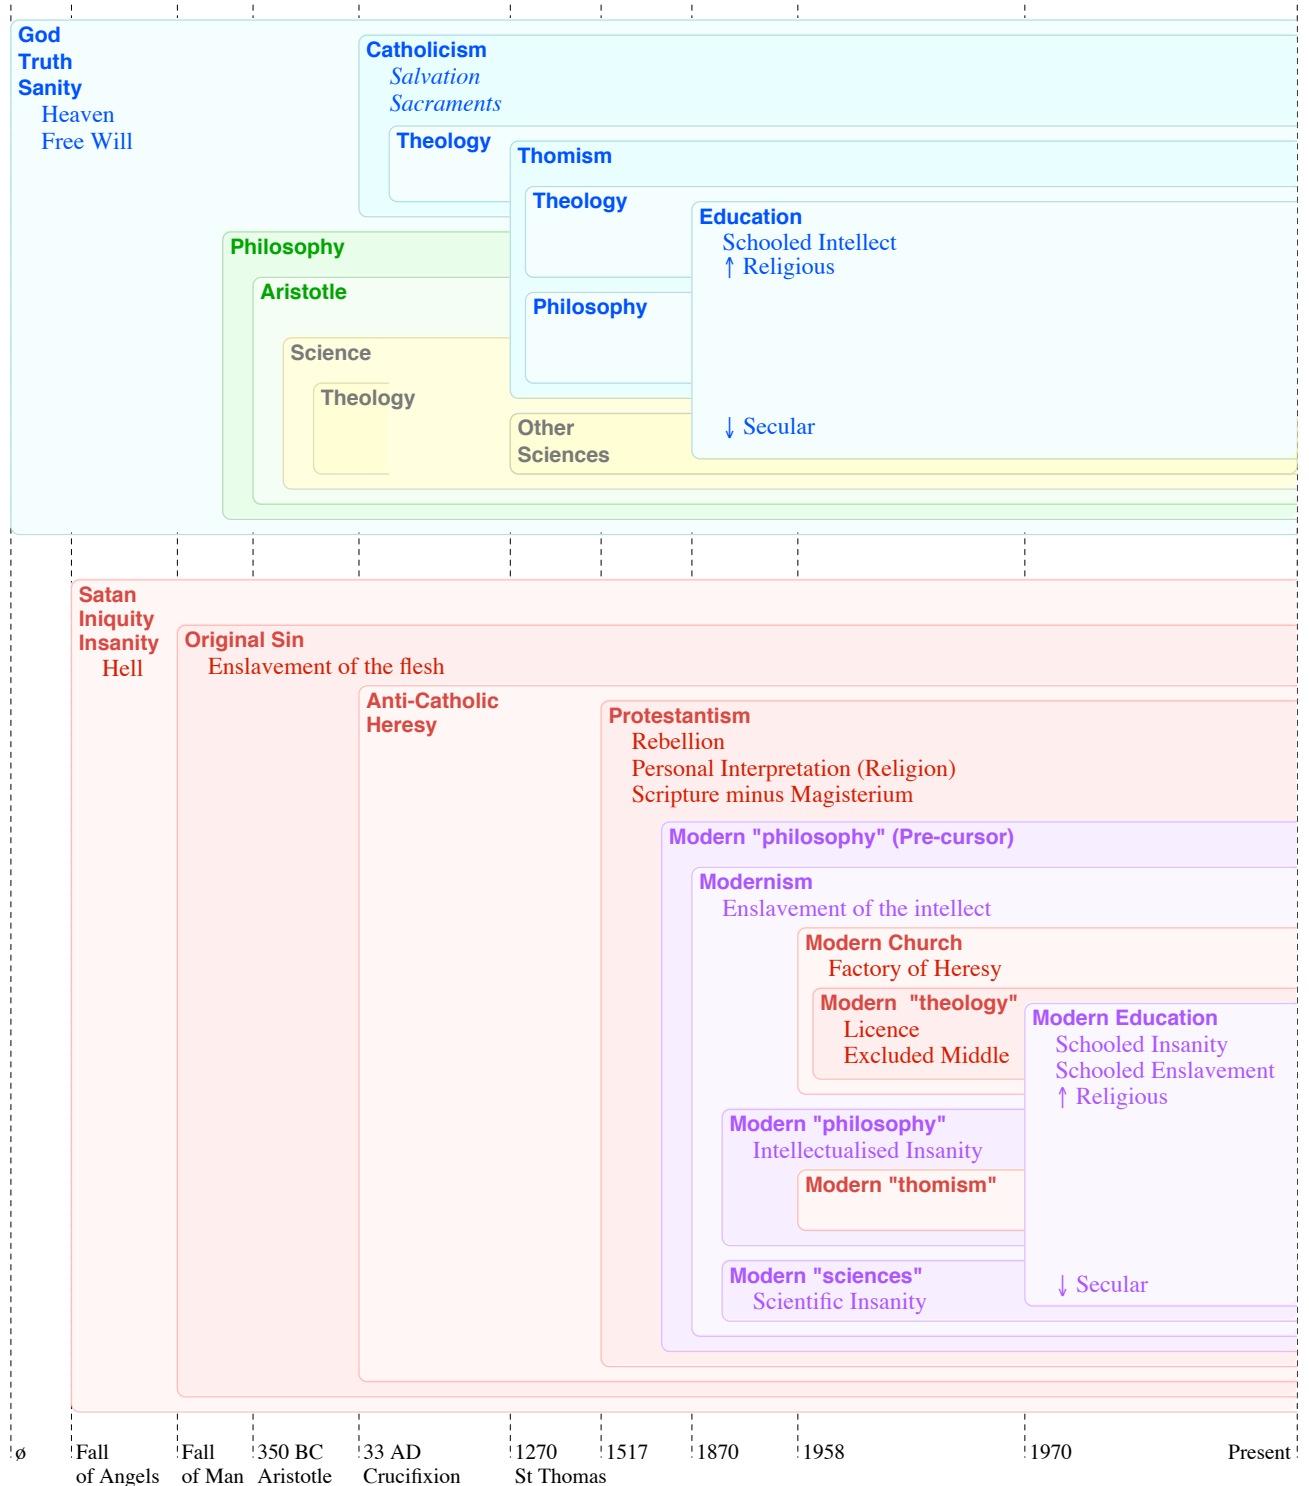 God
Truth
Sanity
Heaven
Free Will
Catholicism
Salvation
Sacraments
Theology
Thomism
Theology
Education
Schooled Intellect
↑ Religious
Philosophy
Aristotle
Philosophy
Science
Theology
Other
Sciences
↓ Secular
Satan
Iniquity
Insanity
Hell
Original Sin
Enslavement of the flesh
Anti-Catholic
Heresy
Protestantism
Rebellion
Personal Interpretation (Religion)
Scripture minus Magisterium
Modern "philosophy" (Pre-cursor)
Modernism
Enslavement of the intellect
Modern Church
Factory of Heresy
Modern "theology"
Licence
Excluded Middle
Modern Education
Schooled Insanity
Schooled Enslavement
↑ Religious
Modern "philosophy"
Intellectualised Insanity
Modern "thomism"
Modern "sciences"
Scientific Insanity
↓ Secular
ø
Fall
of Angels
Fall
of Man
350 BC
Aristotle
33 AD
Crucifixion
1270
St Thomas
1517
1870
1958
1970
Present